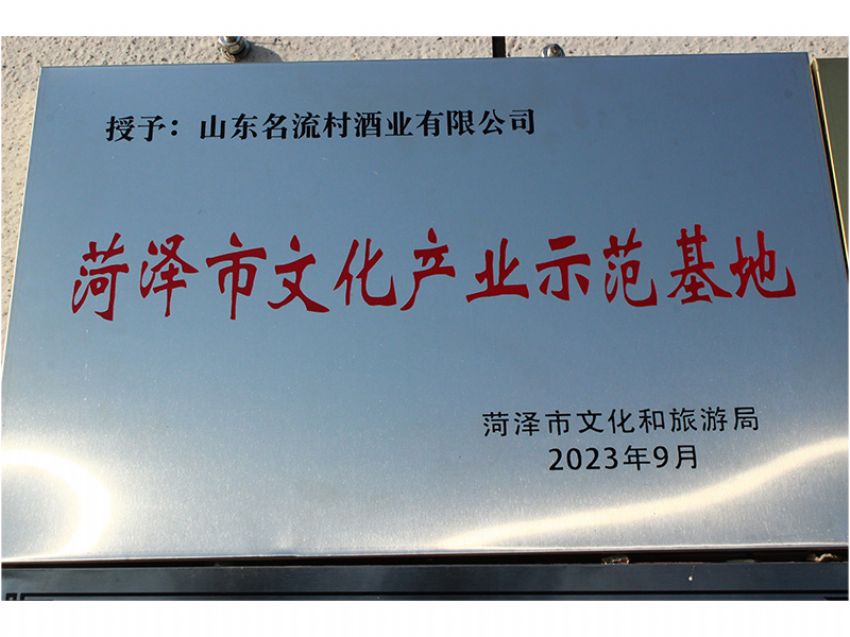 授予：山东名流村酒业有限公司
菏泽市文化产业示范基地
菏泽市文化和旅游局
2023年9月